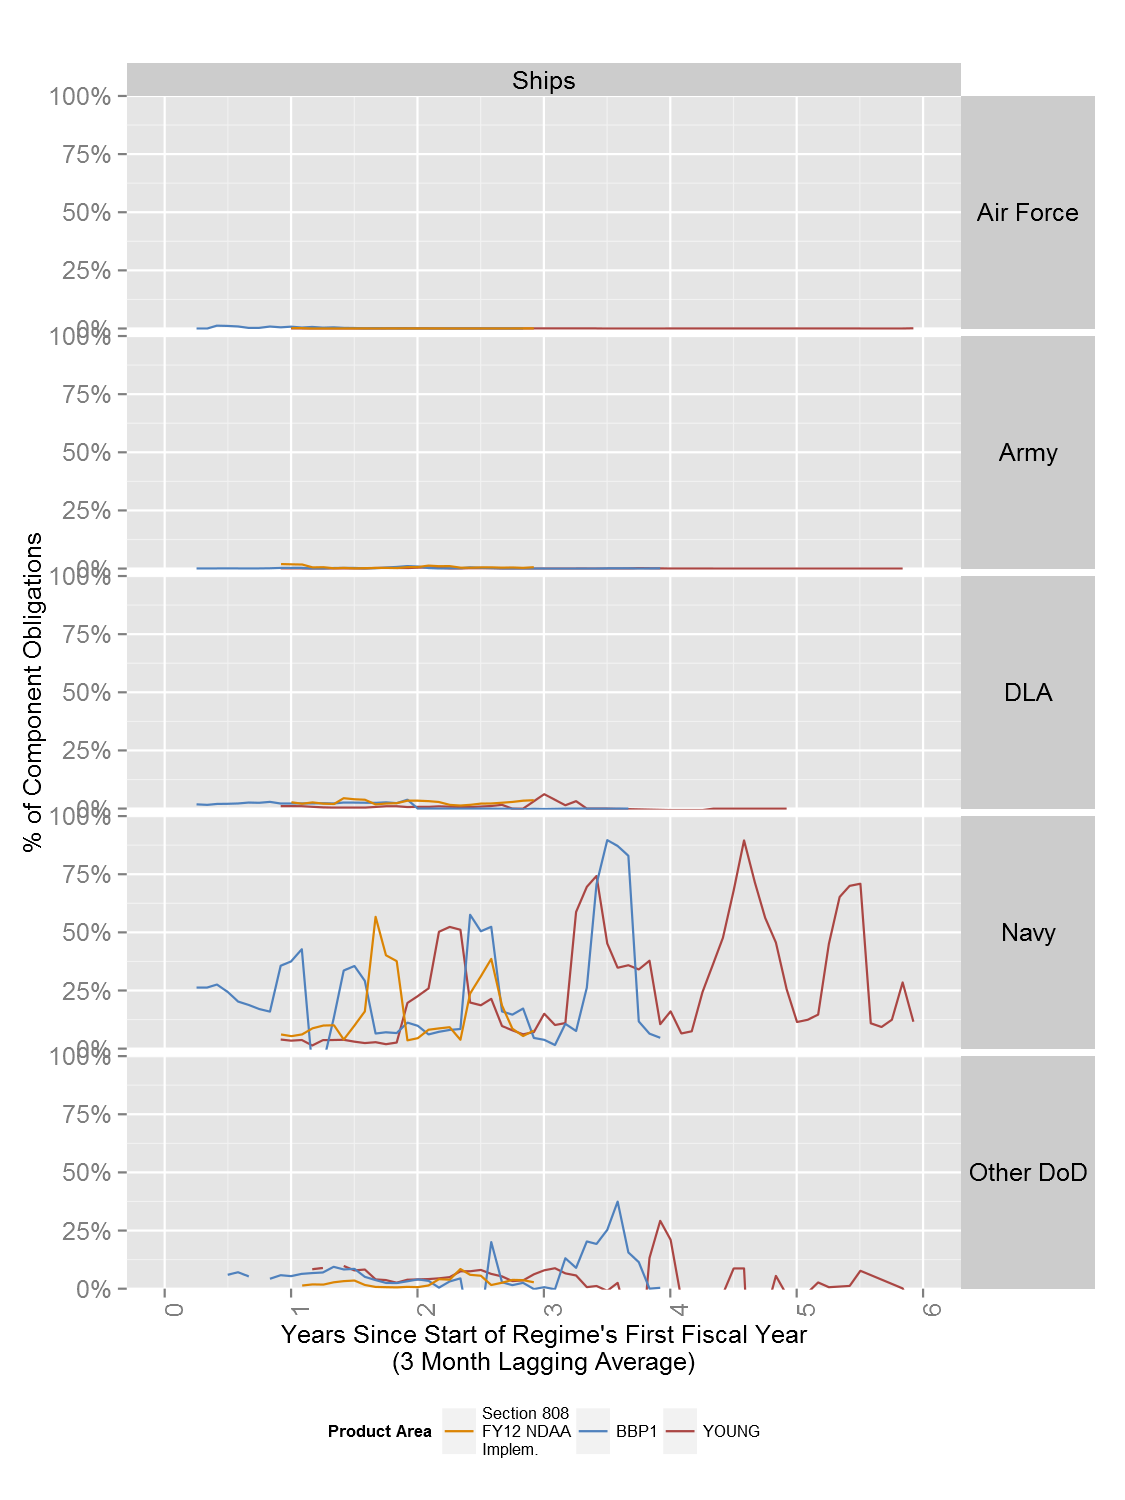 Ships
100%
75%
50%
25%
0%
Air Force
100%
75%
50%
25%
0%
Army
100%
75%
50%
25%
0%
DLA
100%
75%
50%
25%
0%
Navy
100%
75%
50%
25%
0%
Other DoD
% of Component Obligations
0
1
2
3
4
5
6
Years Since Start of Regime's First Fiscal Year
(3 Month Lagging Average)
Product Area
Section 808
FY12 NDAA
Implem.
BBP1
YOUNG